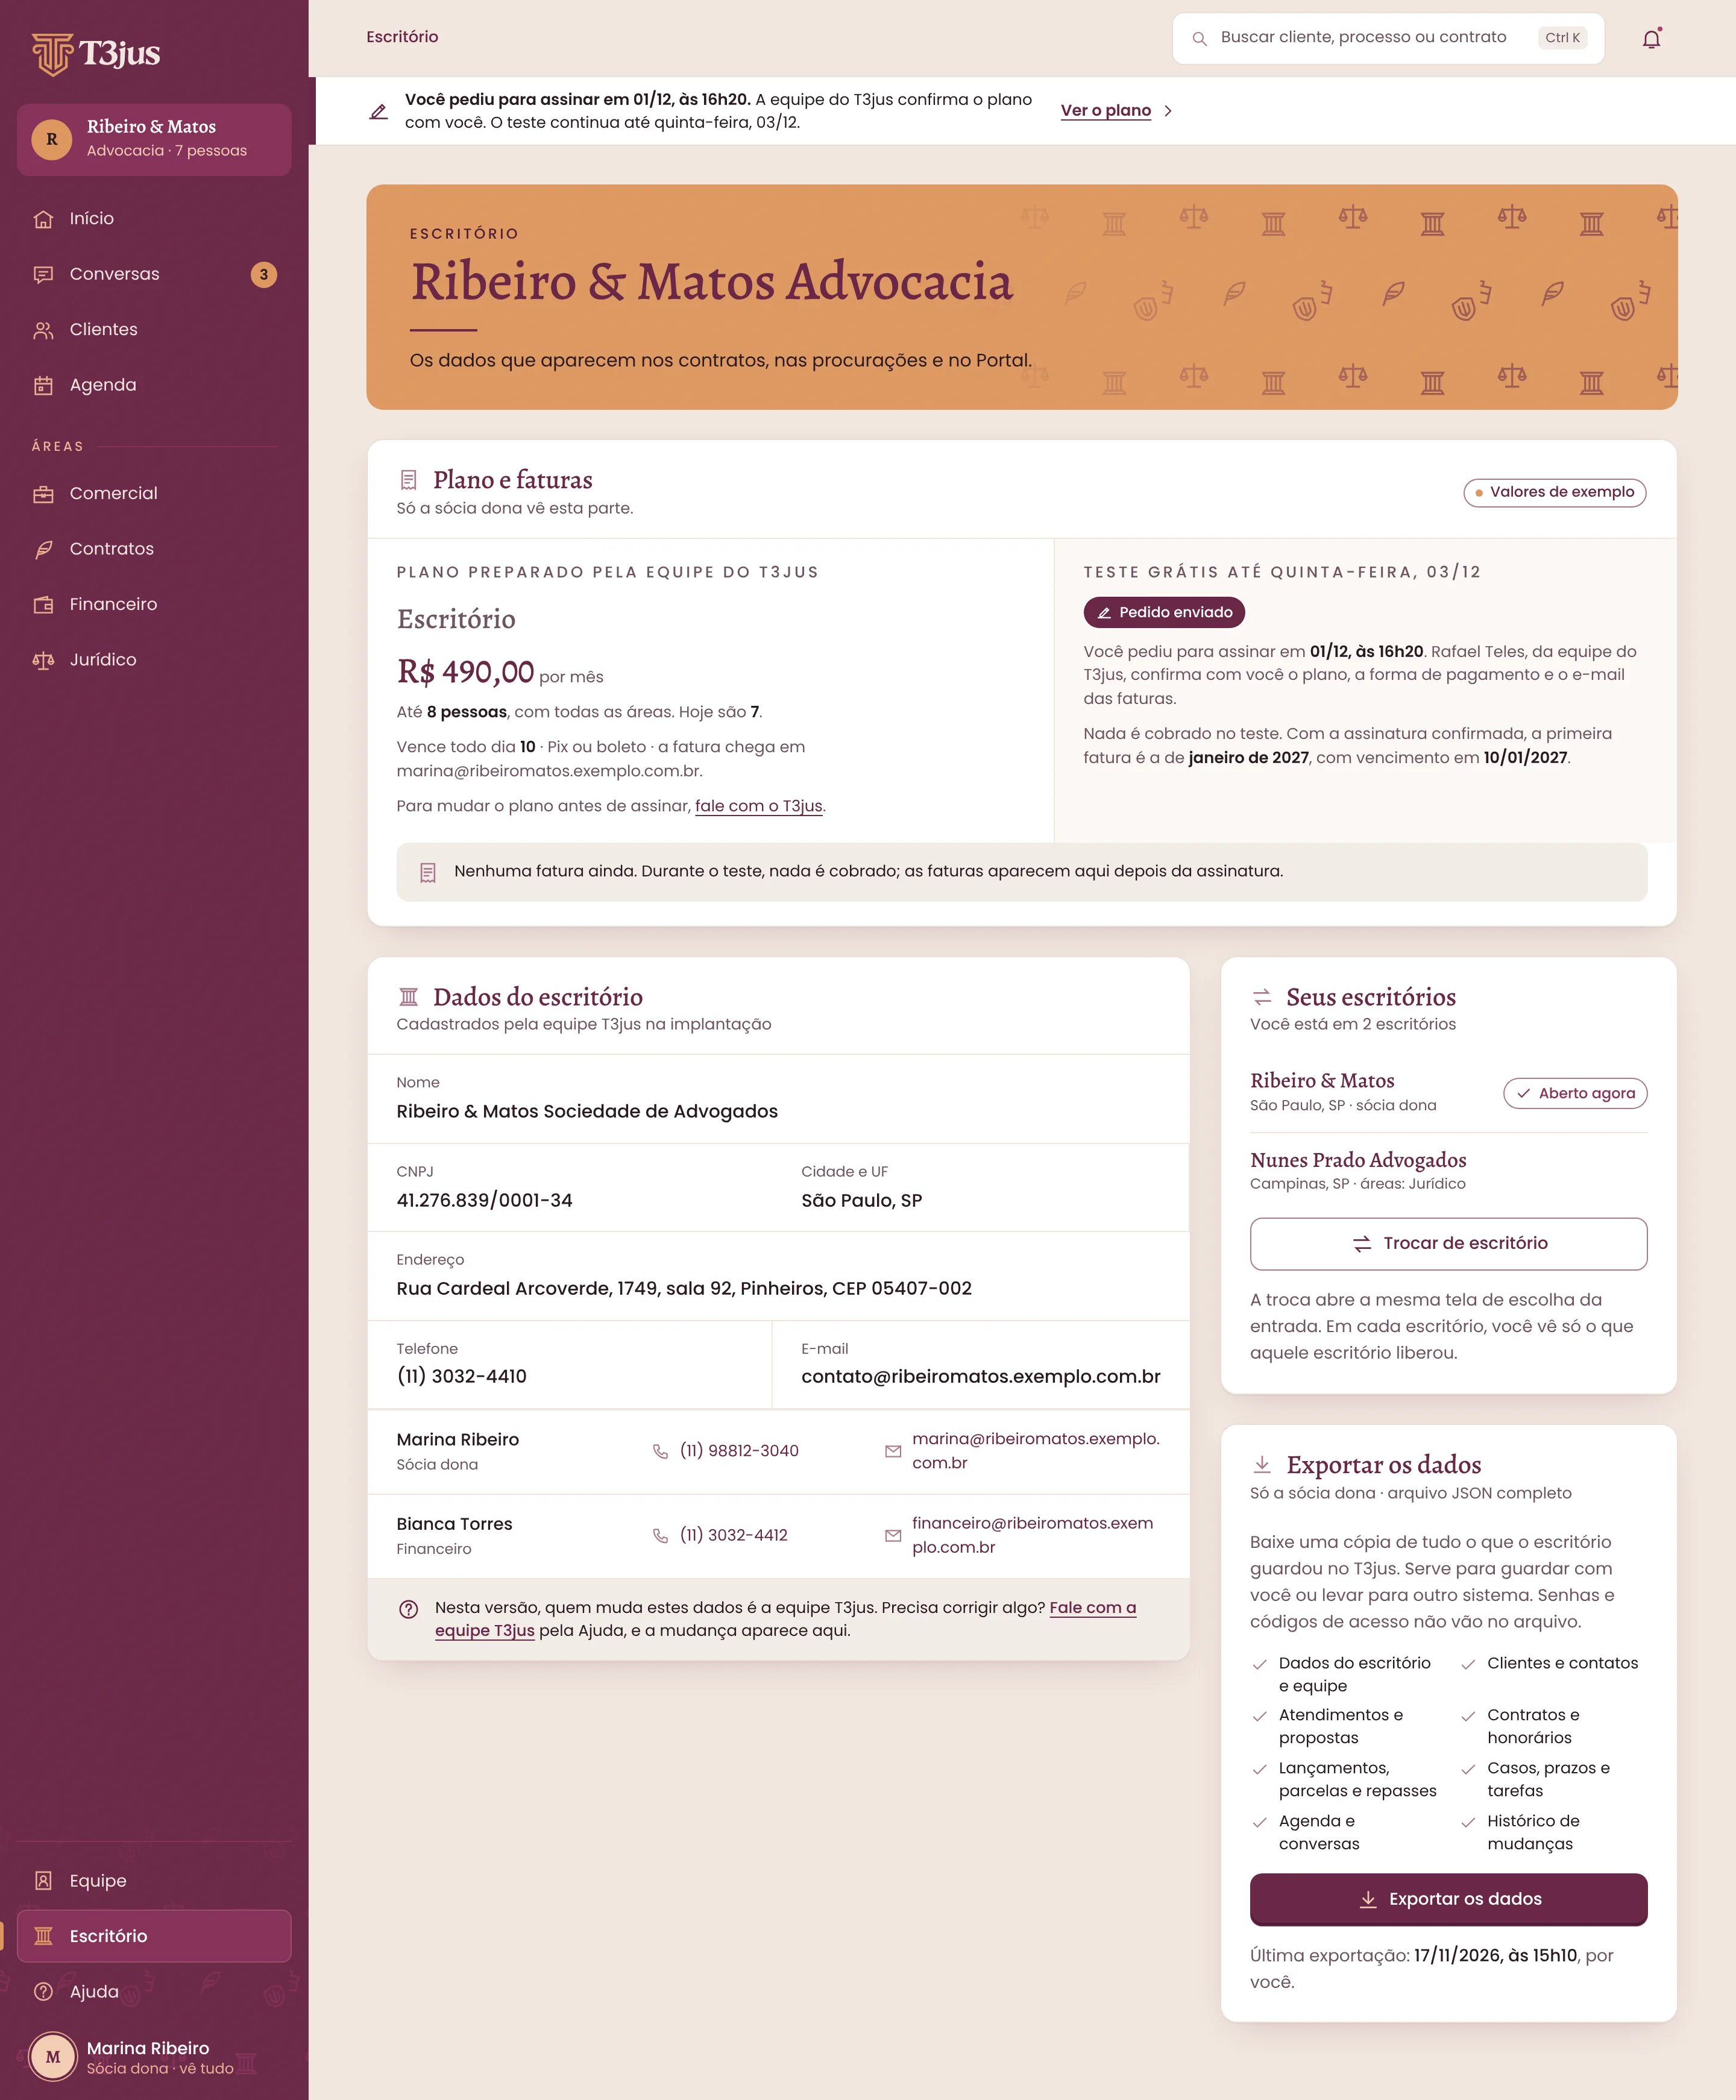 T3jus
R
Ribeiro & Matos
Advocacia · 7 pessoas
Início
Conversas
3
Clientes
Agenda
ÁREAS
Comercial
Contratos
Financeiro
Jurídico
Equipe
Escritório
Ajuda
M
Marina Ribeiro
Sócia dona · vê tudo
Escritório
Buscar cliente, processo ou contrato
Ctrl K
Você pediu para assinar em 01/12, às 16h20. A equipe do T3jus confirma o plano
com você. O teste continua até quinta-feira, 03/12.
Ver o plano
ESCRITÓRIO
Ribeiro & Matos Advocacia
Os dados que aparecem nos contratos, nas procurações e no Portal.
Plano e faturas
Só a sócia dona vê esta parte.
Valores de exemplo
PLANO PREPARADO PELA EQUIPE DO T3JUS
Escritório
R$ 490,00 por mês
Até 8 pessoas, com todas as áreas. Hoje são 7.
Vence todo dia 10 · Pix ou boleto · a fatura chega em
marina@ribeiromatos.exemplo.com.br.
Para mudar o plano antes de assinar, fale com o T3jus.
TESTE GRÁTIS ATÉ QUINTA-FEIRA, 03/12
Pedido enviado
Você pediu para assinar em 01/12, às 16h20. Rafael Teles, da equipe do
T3jus, confirma com você o plano, a forma de pagamento e o e-mail
das faturas.
Nada é cobrado no teste. Com a assinatura confirmada, a primeira
fatura é a de janeiro de 2027, com vencimento em 10/01/2027.
Nenhuma fatura ainda. Durante o teste, nada é cobrado; as faturas aparecem aqui depois da assinatura.
Dados do escritório
Cadastrados pela equipe T3jus na implantação
Nome
Ribeiro & Matos Sociedade de Advogados
CNPJ
41.276.839/0001-34
Cidade e UF
São Paulo, SP
Endereço
Rua Cardeal Arcoverde, 1749, sala 92, Pinheiros, CEP 05407-002
Telefone
(11) 3032-4410
E-mail
contato@ribeiromatos.exemplo.com.br
Marina Ribeiro
Sócia dona
(11) 98812-3040
marina@ribeiromatos.exemplo.
com.br
Bianca Torres
Financeiro
(11) 3032-4412
financeiro@ribeiromatos.exem
plo.com.br
Nesta versão, quem muda estes dados é a equipe T3jus. Precisa corrigir algo? Fale com a
equipe T3jus pela Ajuda, e a mudança aparece aqui.
Seus escritórios
Você está em 2 escritórios
Ribeiro & Matos
São Paulo, SP · sócia dona
Aberto agora
Nunes Prado Advogados
Campinas, SP · áreas: Jurídico
Trocar de escritório
A troca abre a mesma tela de escolha da
entrada. Em cada escritório, você vê só o que
aquele escritório liberou.
Exportar os dados
Só a sócia dona · arquivo JSON completo
Baixe uma cópia de tudo o que o escritório
guardou no T3jus. Serve para guardar com
você ou levar para outro sistema. Senhas e
códigos de acesso não vão no arquivo.
Dados do escritório
e equipe
Clientes e contatos
Atendimentos e
propostas
Contratos e
honorários
Lançamentos,
parcelas e repasses
Casos, prazos e
tarefas
Agenda e
conversas
Histórico de
mudanças
Exportar os dados
Última exportação: 17/11/2026, às 15h10, por
você.